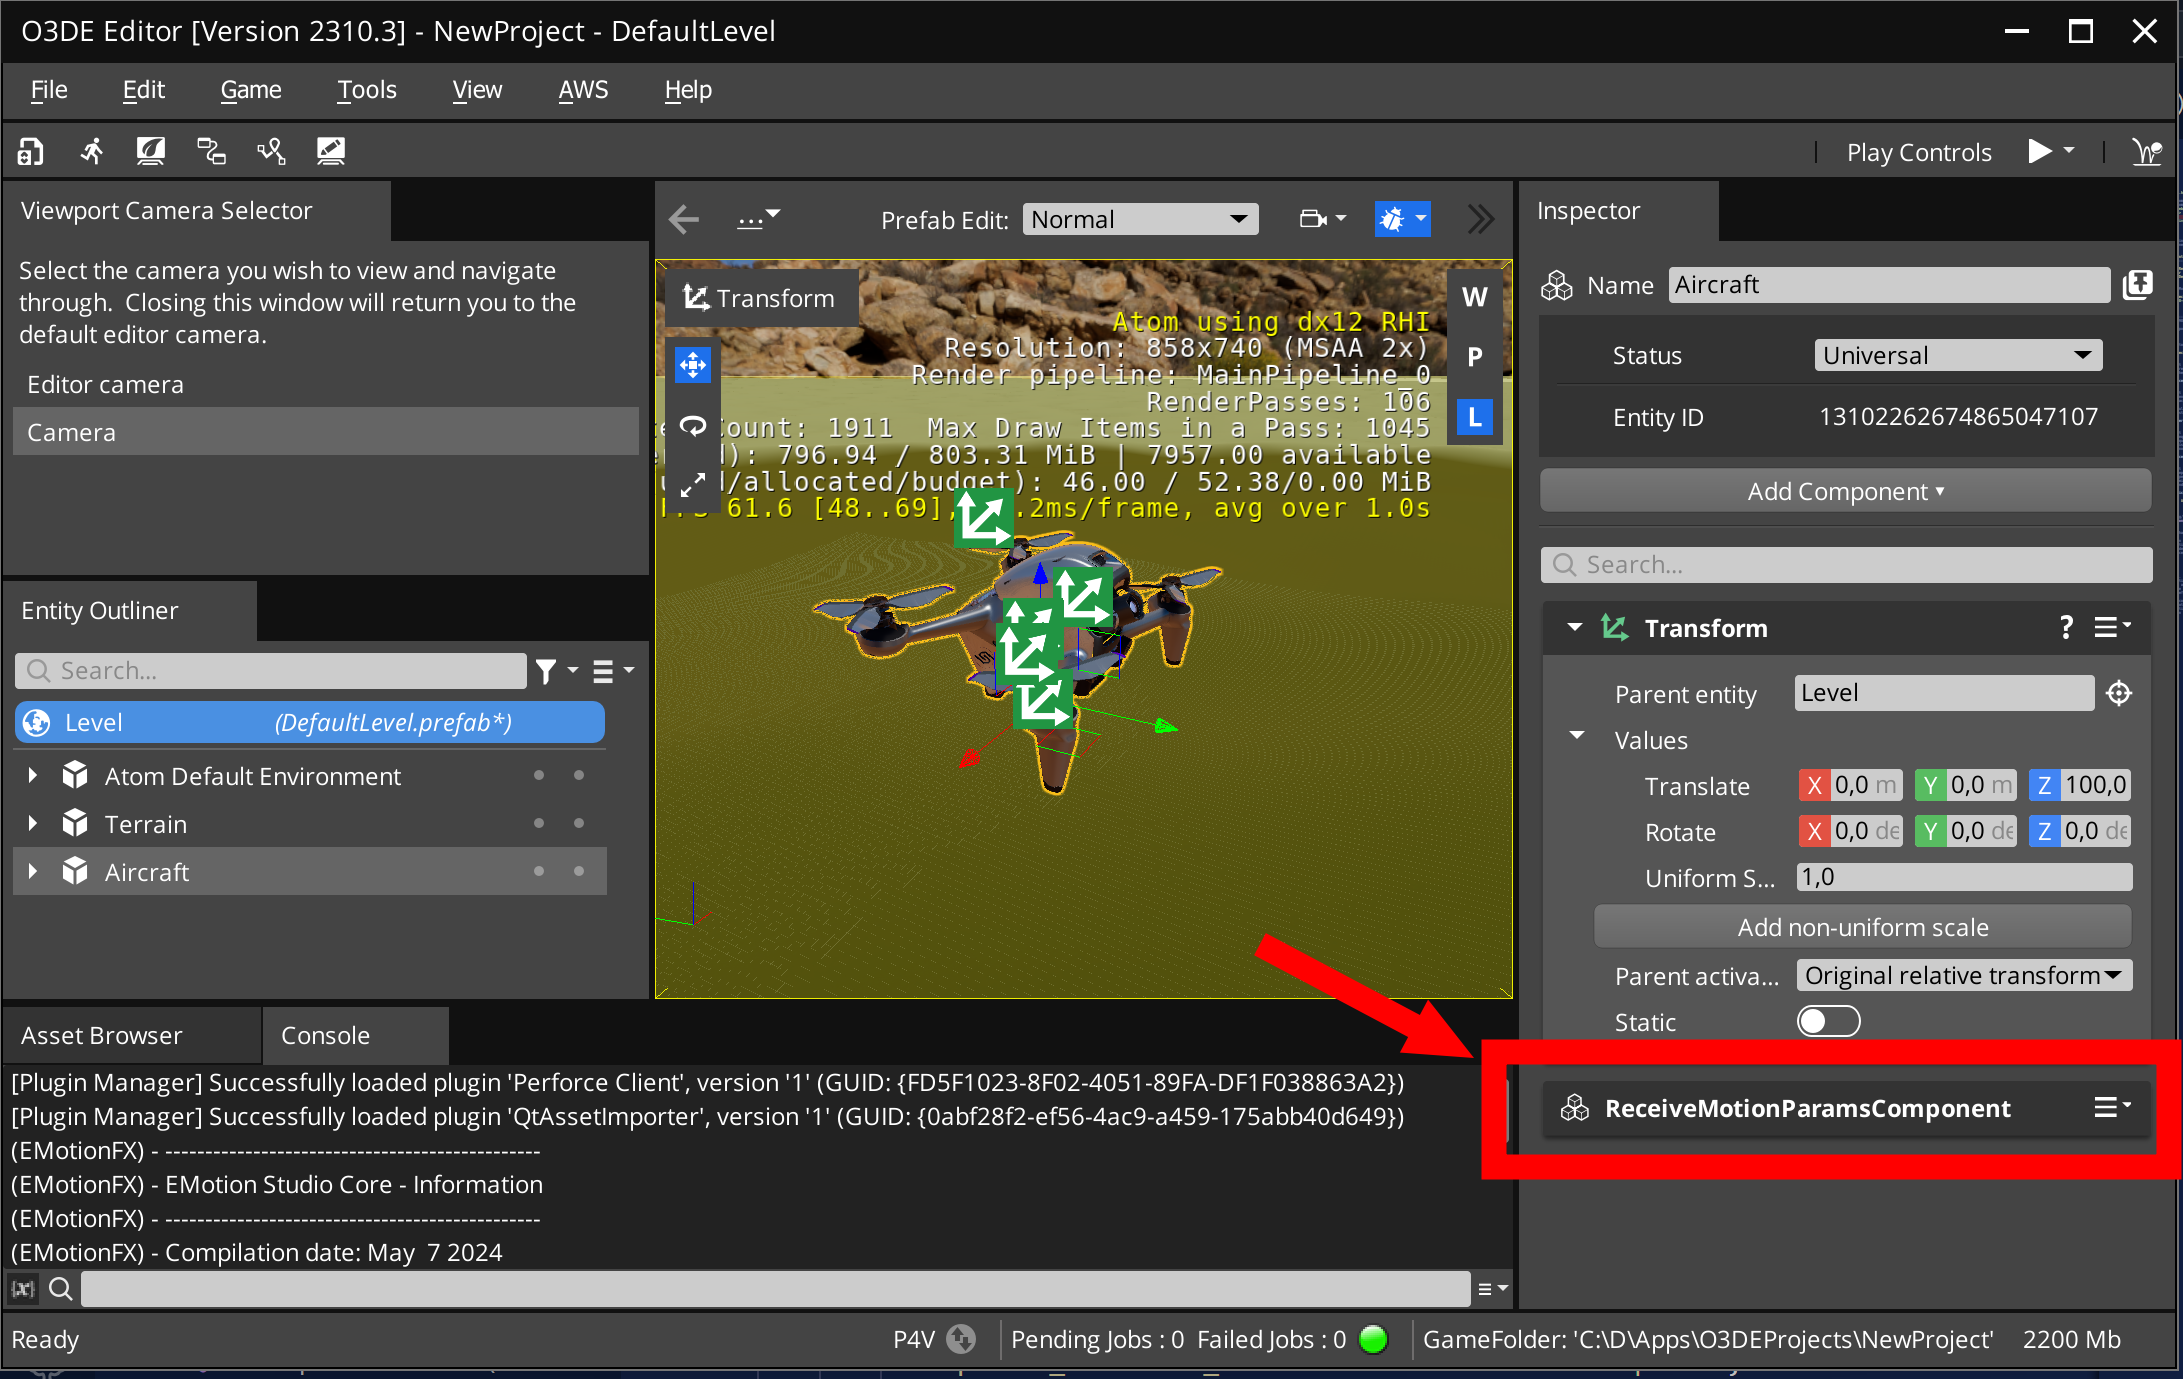 O3DE Editor [Version 2310.3] - NewProject - DefaultLevel
File Edit Game Tools View AWS Help
Play Controls
Viewport Camera Selector
Select the camera you wish to view and navigate
through.  Closing this window will return you to the
default editor camera.
Editor camera
Camera
Entity Outliner
Search...
Level (DefaultLevel.prefab*)
Atom Default Environment
Terrain
Aircraft
... Prefab Edit: Normal
Transform
W
P
L
Atom using dx12 RHI
Resolution: 858x740 (MSAA 2x)
Render pipeline: MainPipeline_0
RenderPasses: 106
Count: 1911  Max Draw Items in a Pass: 1045
796.94 / 803.31 MiB | 7957.00 available
/allocated/budget): 46.00 / 52.38/0.00 MiB
61.6 [48..69], .2ms/frame, avg over 1.0s
Inspector
Name Aircraft
Status Universal
Entity ID 13102262674865047107
Add Component
Search...
Transform ?
Parent entity Level
Values
Translate X 0,0 m Y 0,0 m Z 100,0
Rotate X 0,0 de Y 0,0 de Z 0,0 de
Uniform S... 1,0
Add non-uniform scale
Parent activa... Original relative transform
Static
ReceiveMotionParamsComponent
Asset Browser Console
[Plugin Manager] Successfully loaded plugin 'Perforce Client', version '1' (GUID: {FD5F1023-8F02-4051-89FA-DF1F038863A2})
[Plugin Manager] Successfully loaded plugin 'QtAssetImporter', version '1' (GUID: {0abf28f2-ef56-4ac9-a459-175abb40d649})
(EMotionFX) - -----------------------------------------------
(EMotionFX) - EMotion Studio Core - Information
(EMotionFX) - -----------------------------------------------
(EMotionFX) - Compilation date: May  7 2024
Ready P4V Pending Jobs : 0  Failed Jobs : 0 GameFolder: 'C:\D\Apps\O3DEProjects\NewProject' 2200 Mb